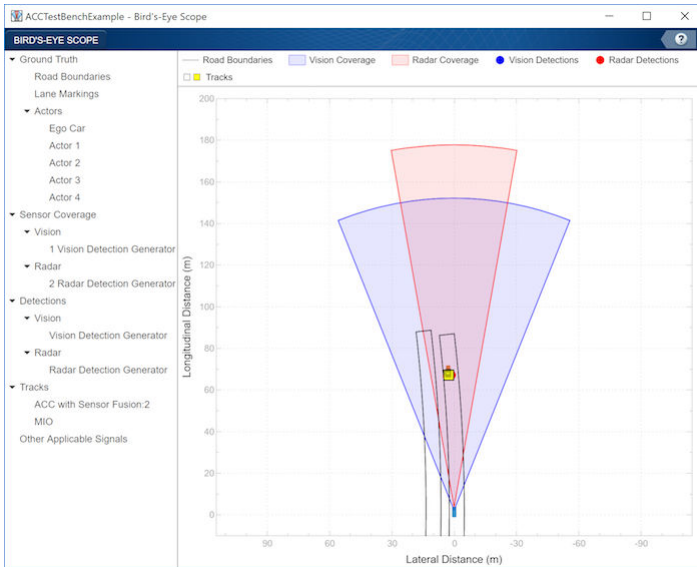 ACCTestBenchExample - Bird's-Eye Scope
BIRD'S-EYE SCOPE
?
Ground Truth
Road Boundaries
Lane Markings
Actors
Ego Car
Actor 1
Actor 2
Actor 3
Actor 4
Sensor Coverage
Vision
1 Vision Detection Generator
Radar
2 Radar Detection Generator
Detections
Vision
Vision Detection Generator
Radar
Radar Detection Generator
Tracks
ACC with Sensor Fusion:2
MIO
Other Applicable Signals
Road Boundaries Vision Coverage Radar Coverage Vision Detections Radar Detections
Tracks
Longitudinal Distance (m)
200
180
160
140
120
100
80
60
40
20
0
90 60 30 0 -30 -60 -90
Lateral Distance (m)